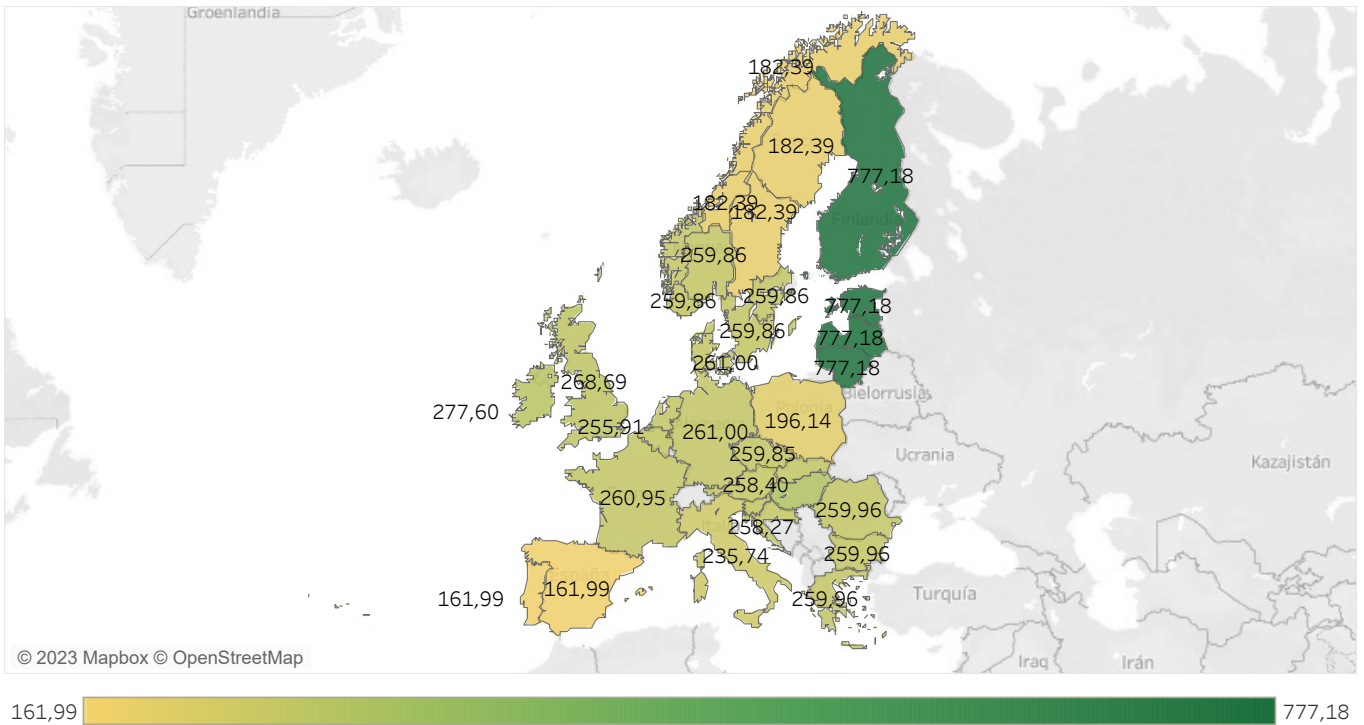 Groenlandia
182,39
182,39
777,18
182,39
182,39
Finlandia
259,86
259,86
259,86
777,18
259,86
777,18
261,00
777,18
268,69
Bielorrusia
277,60
Polonia
196,14
255,91
261,00
259,85
Ucrania
Kazajistán
258,40
260,95
259,96
Italia
258,27
235,74
259,96
España
161,99
161,99
259,96
Turquía
Iraq
Irán
© 2023 Mapbox © OpenStreetMap
161,99
777,18